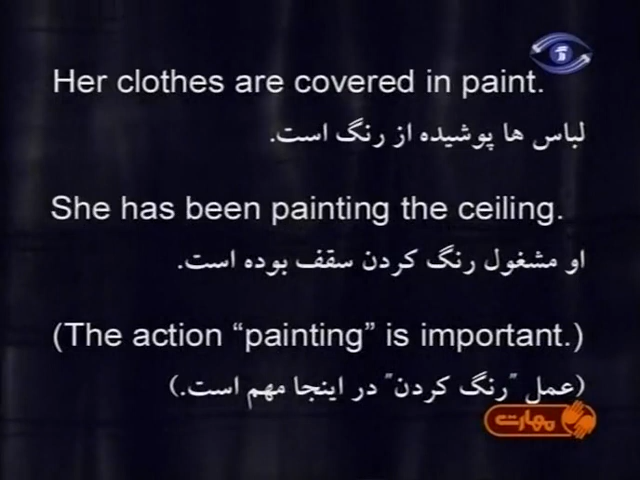 Her clothes are covered in paint.
لباس ها پوشیده از رنگ است.
She has been painting the ceiling.
او مشغول رنگ کردن سقف بوده است.
(The action “painting” is important.)
(عمل "رنگ کردن" در اینجا مهم است.)
مهارت